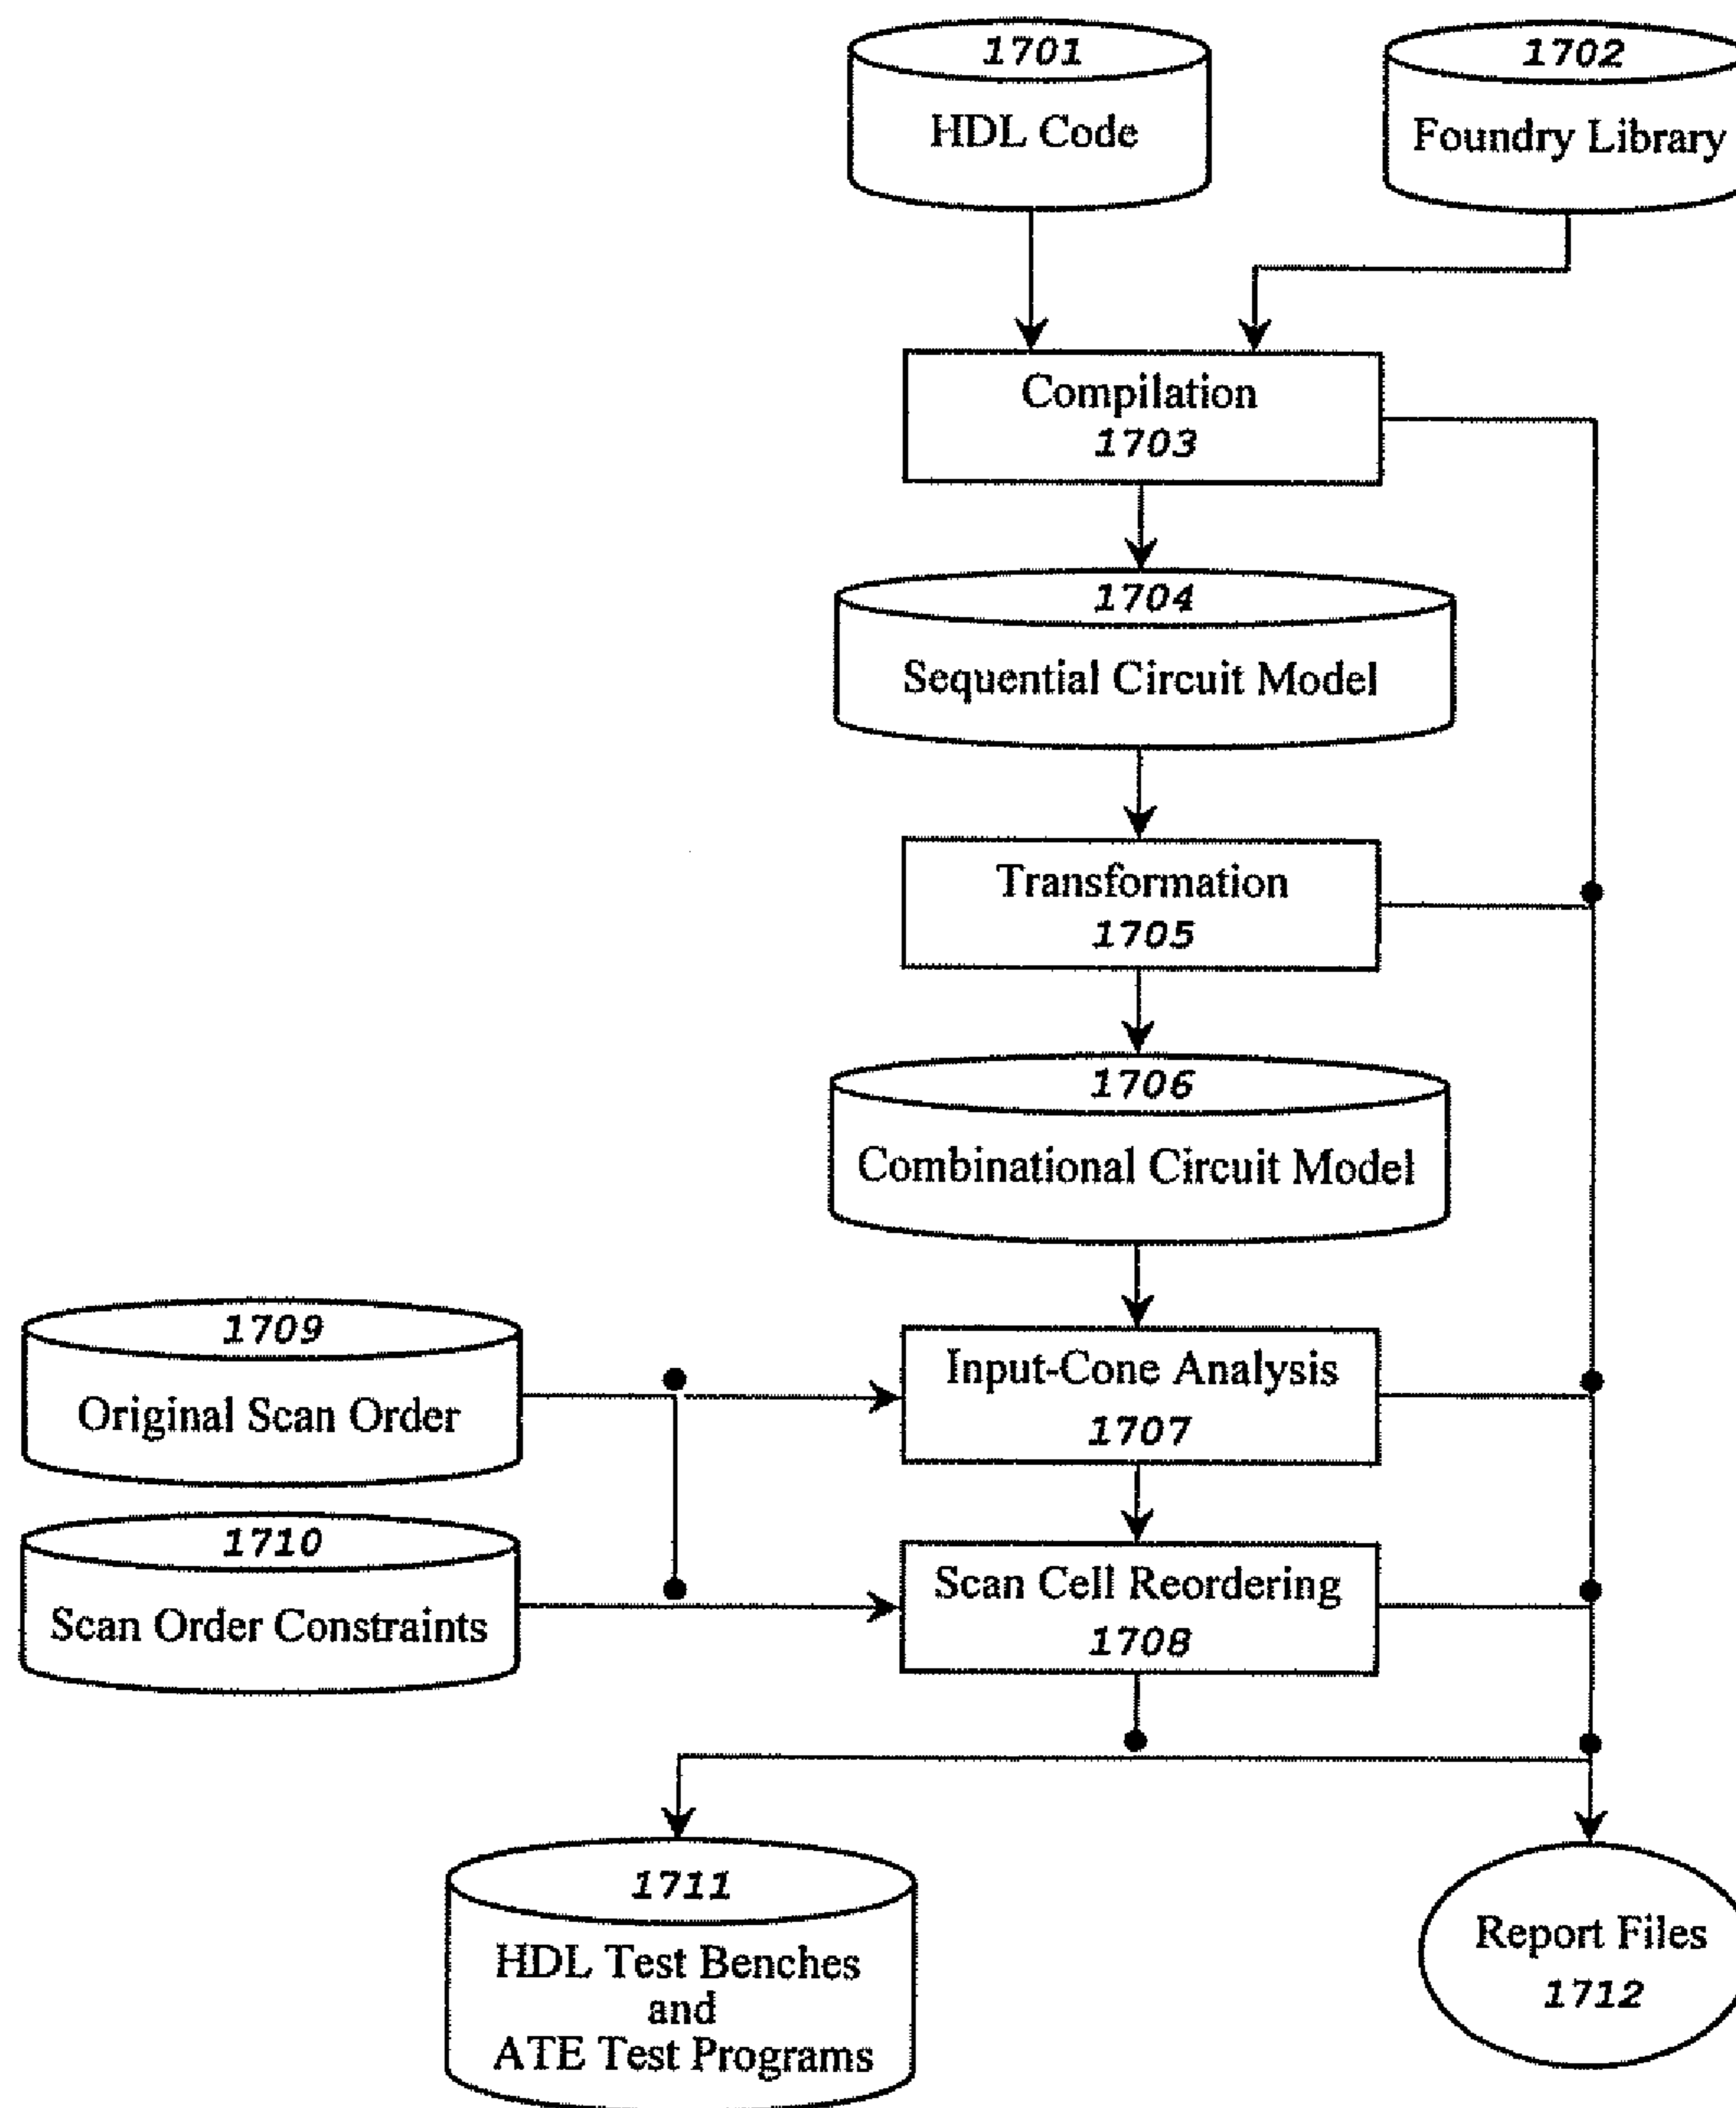 1701
HDL Code
1702
Foundry Library
Compilation
1703
1704
Sequential Circuit Model
Transformation
1705
1706
Combinational Circuit Model
1709
Original Scan Order
Input-Cone Analysis
1707
1710
Scan Order Constraints
Scan Cell Reordering
1708
1711
HDL Test Benches
and
ATE Test Programs
Report Files
1712